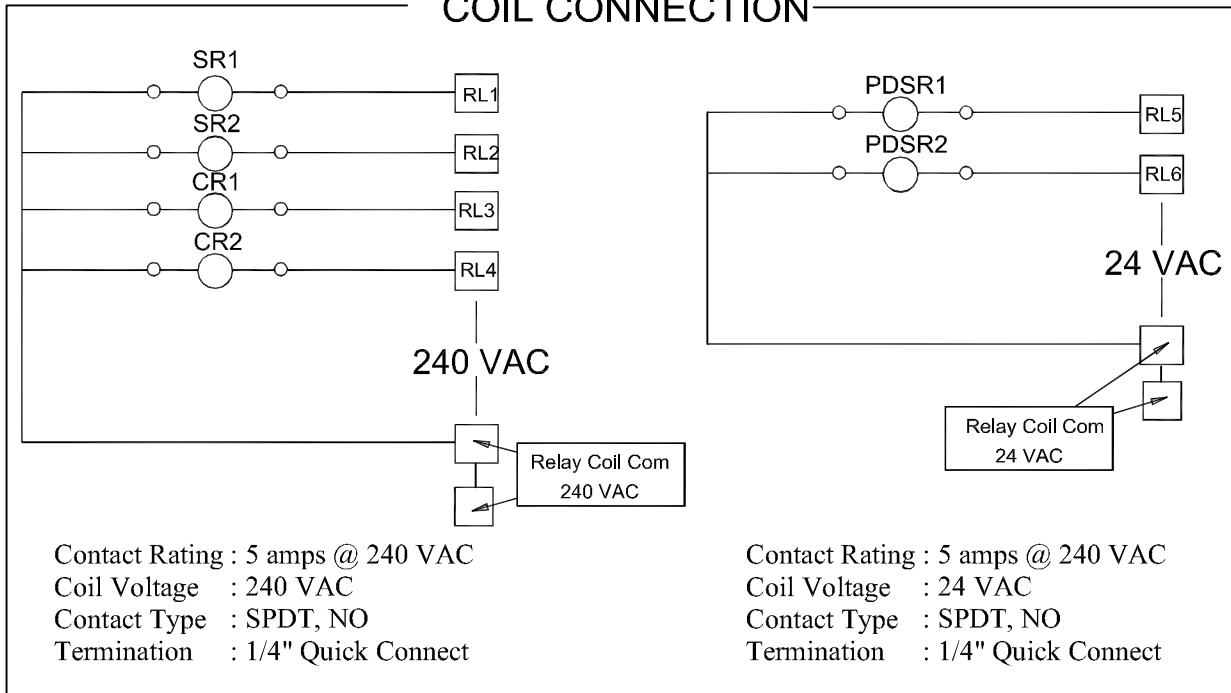 COIL CONNECTION
SR1
RL1
SR2
RL2
CR1
RL3
CR2
RL4
240 VAC
Relay Coil Com
240 VAC
Contact Rating : 5 amps @ 240 VAC
Coil Voltage : 240 VAC
Contact Type : SPDT, NO
Termination : 1/4" Quick Connect
PDSR1
RL5
PDSR2
RL6
24 VAC
Relay Coil Com
24 VAC
Contact Rating : 5 amps @ 240 VAC
Coil Voltage : 24 VAC
Contact Type : SPDT, NO
Termination : 1/4" Quick Connect